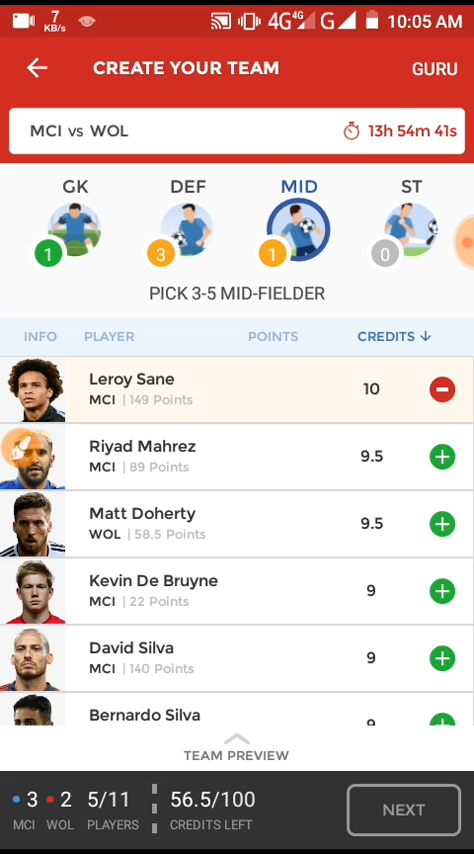 7 KB/s 4G 4G G 10:05 AM
CREATE YOUR TEAM GURU
MCI vs WOL 13h 54m 41s
GK DEF MID ST
1 3 1 0
PICK 3-5 MID-FIELDER
INFO PLAYER POINTS CREDITS ↓
Leroy Sane
MCI | 149 Points 10
Riyad Mahrez
MCI | 89 Points 9.5
Matt Doherty
WOL | 58.5 Points 9.5
Kevin De Bruyne
MCI | 22 Points 9
David Silva
MCI | 140 Points 9
Bernardo Silva 9
TEAM PREVIEW
3 2 5/11 56.5/100 NEXT
MCI WOL PLAYERS CREDITS LEFT